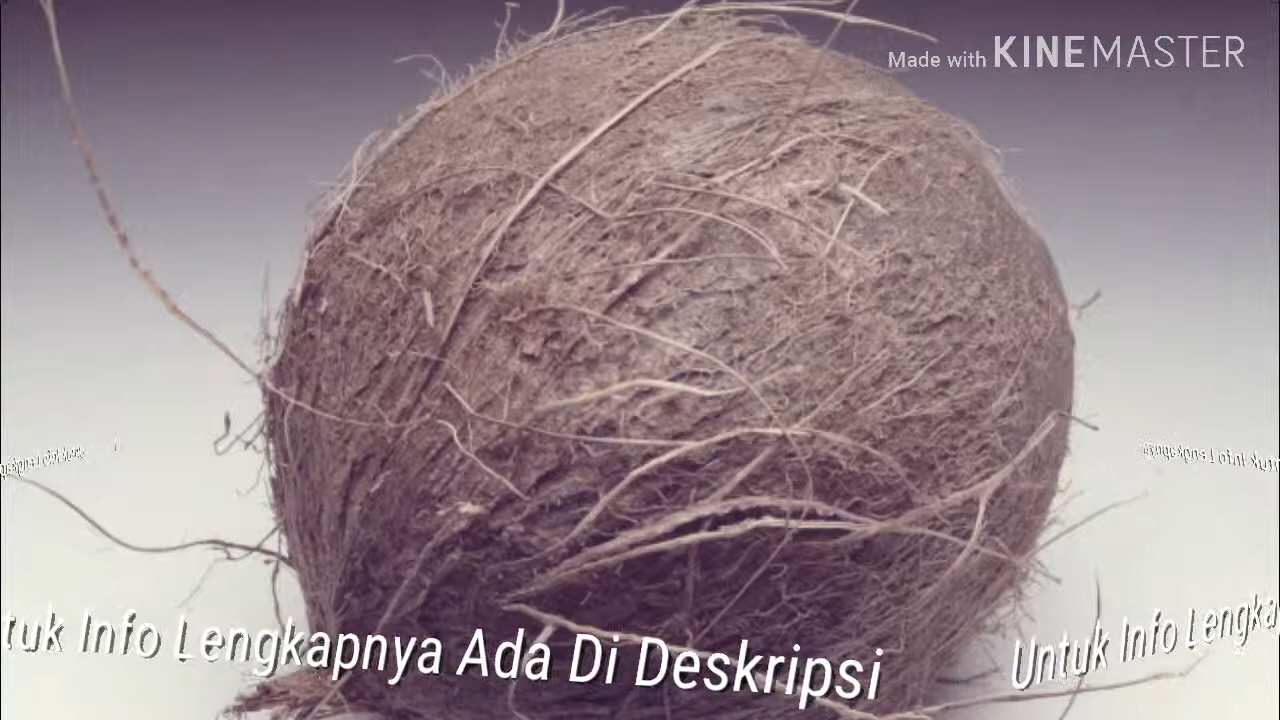 Made with KINEMASTER
tuk Info Lengkapnya Ada Di Deskripsi
Untuk Info Lengka